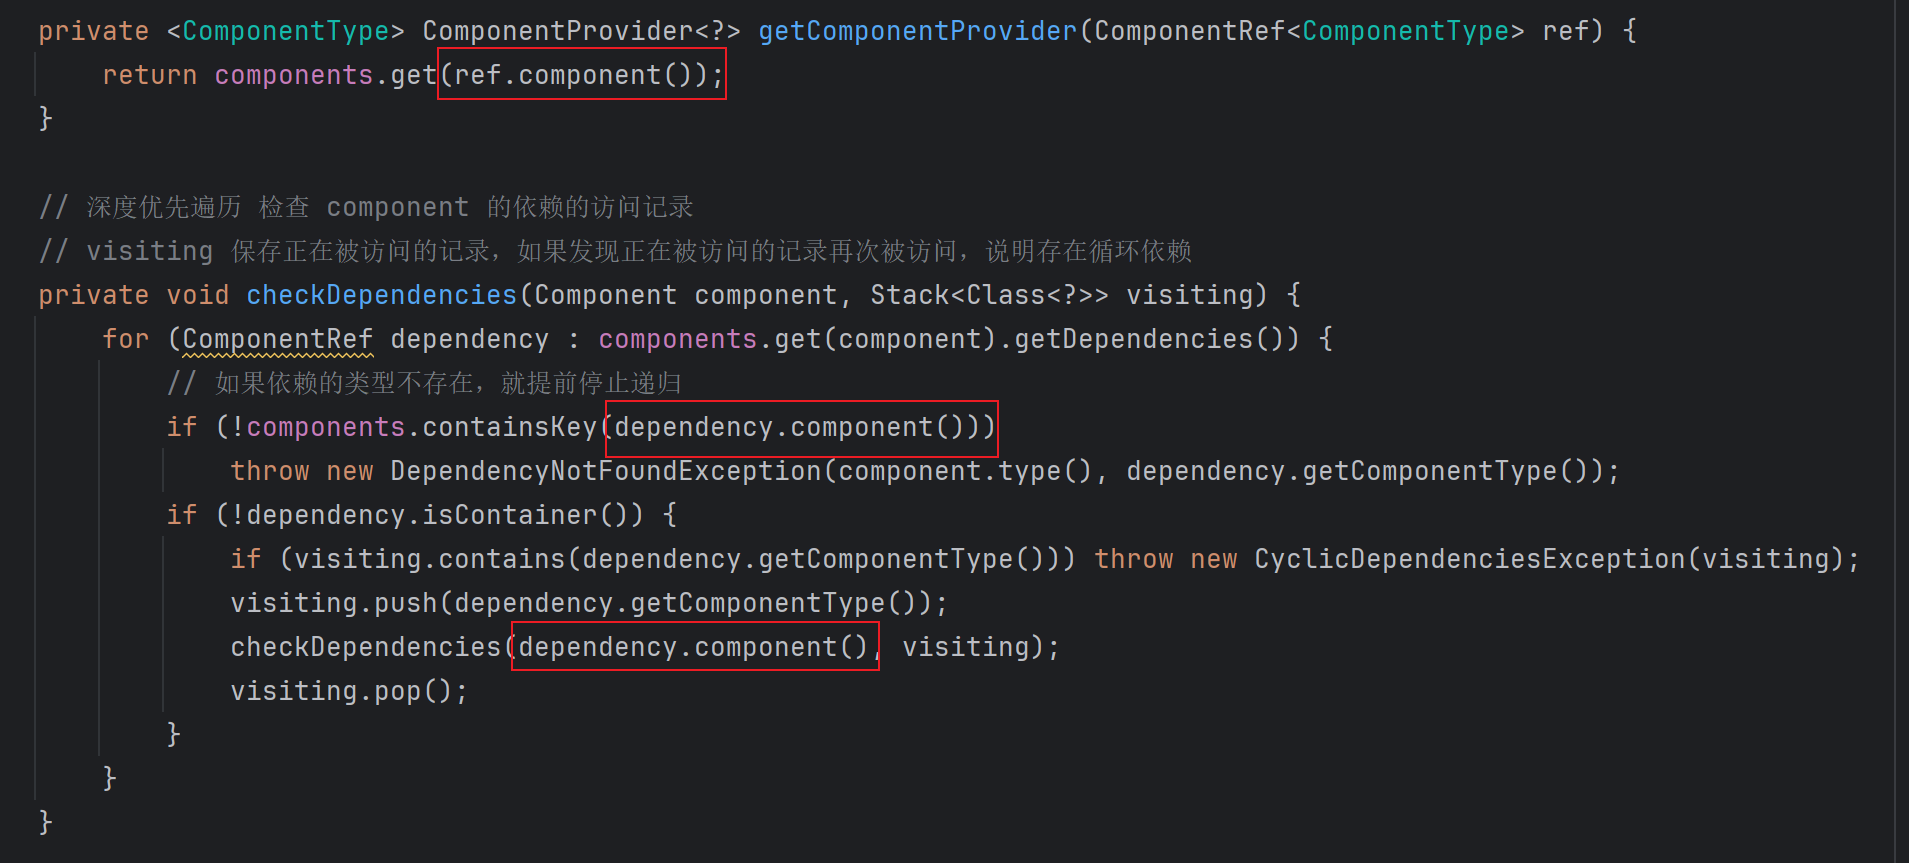 private <ComponentType> ComponentProvider<?> getComponentProvider(ComponentRef<ComponentType> ref) {
    return components.get(ref.component());
}
// 深度优先遍历 检查 component 的依赖的访问记录
// visiting 保存正在被访问的记录，如果发现正在被访问的记录再次被访问，说明存在循环依赖
private void checkDependencies(Component component, Stack<Class<?>> visiting) {
    for (ComponentRef dependency : components.get(component).getDependencies()) {
        // 如果依赖的类型不存在，就提前停止递归
        if (!components.containsKey(dependency.component()))
            throw new DependencyNotFoundException(component.type(), dependency.getComponentType());
        if (!dependency.isContainer()) {
            if (visiting.contains(dependency.getComponentType())) throw new CyclicDependenciesException(visiting);
            visiting.push(dependency.getComponentType());
            checkDependencies(dependency.component(), visiting);
            visiting.pop();
        }
    }
}